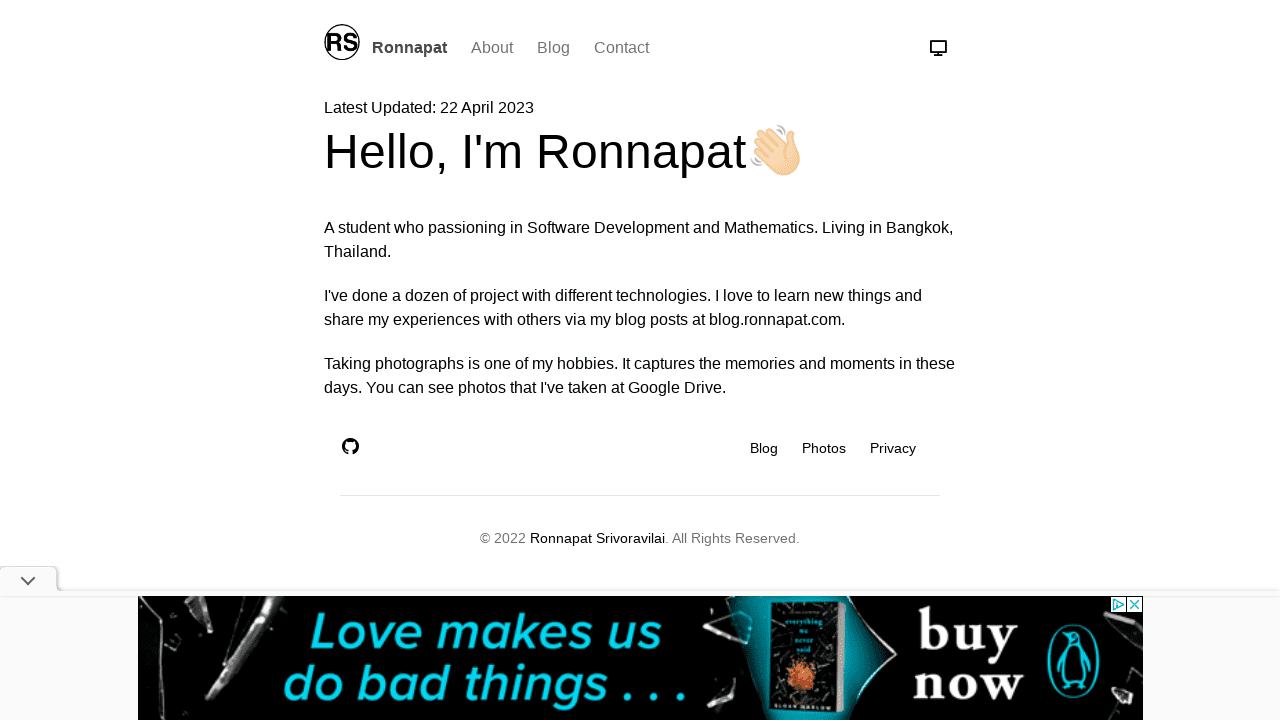 RS
Ronnapat
About
Blog
Contact
Latest Updated: 22 April 2023
Hello, I'm Ronnapat
A student who passioning in Software Development and Mathematics. Living in Bangkok,
Thailand.
I've done a dozen of project with different technologies. I love to learn new things and
share my experiences with others via my blog posts at blog.ronnapat.com.
Taking photographs is one of my hobbies. It captures the memories and moments in these
days. You can see photos that I've taken at Google Drive.
Blog
Photos
Privacy
© 2022 Ronnapat Srivoravilai. All Rights Reserved.
Love makes us
do bad things . . .
everything
we
never
said
SLOAN HARLOW
buy
now